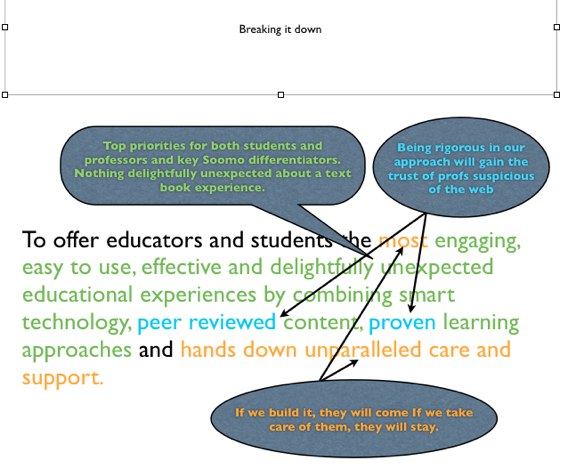 Breaking it down
Top priorities for both students and
professors and key Soomo differentiators.
Nothing delightfully unexpected about a text
book experience.
Being rigorous in our
approach will gain the
trust of profs suspicious
of the web
To offer educators and students the most engaging,
easy to use, effective and delightfully unexpected
educational experiences by combining smart
technology, peer reviewed content, proven learning
approaches and hands down unparalleled care and
support.
If we build it, they will come If we take
care of them, they will stay.